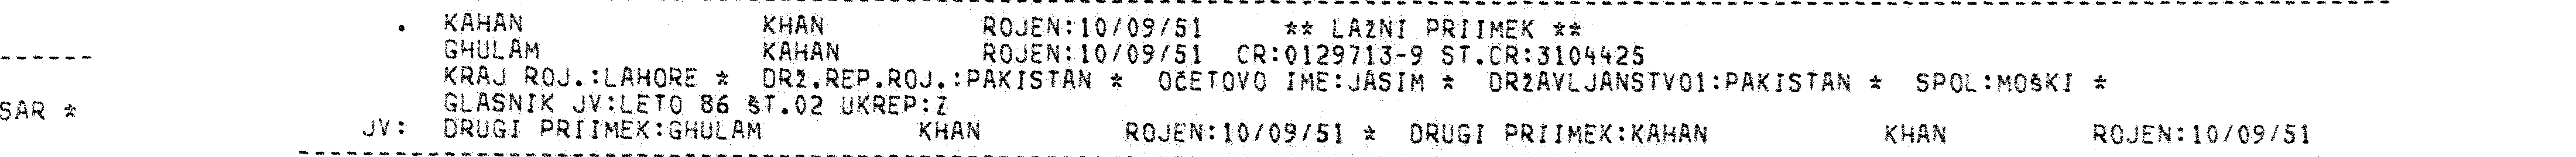 . KAHAN KHAN ROJEN:10/09/51 ** LAŽNI PRIIMEK **
GHULAM KAHAN ROJEN:10/09/51 CR:0129713-9 ST.CR:3104425
KRAJ ROJ.:LAHORE * DRŽ.REP.ROJ.:PAKISTAN * OČETOVO IME:JASIM * DRŽAVLJANSTVO1:PAKISTAN * SPOL:MOŠKI *
GLASNIK JV:LETO 86 ŠT.02 UKREP:Ž
SAR *
JV: DRUGI PRIIMEK:GHULAM KHAN ROJEN:10/09/51 * DRUGI PRIIMEK:KAHAN KHAN ROJEN:10/09/51